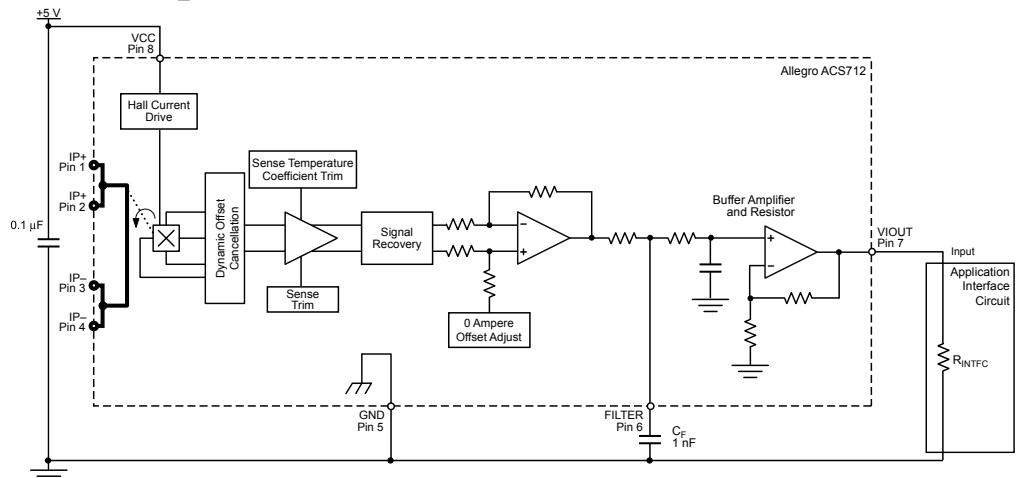 +5 V
VCC
Pin 8
Allegro ACS712
Hall Current
Drive
IP+
Pin 1
IP+
Pin 2
IP–
Pin 3
IP–
Pin 4
0.1 μF
Dynamic Offset
Cancellation
Sense Temperature
Coefficient Trim
Sense
Trim
Signal
Recovery
0 Ampere
Offset Adjust
Buffer Amplifier
and Resistor
VIOUT
Pin 7
Input
Application
Interface
Circuit
RINTFC
GND
Pin 5
FILTER
Pin 6
CF
1 nF